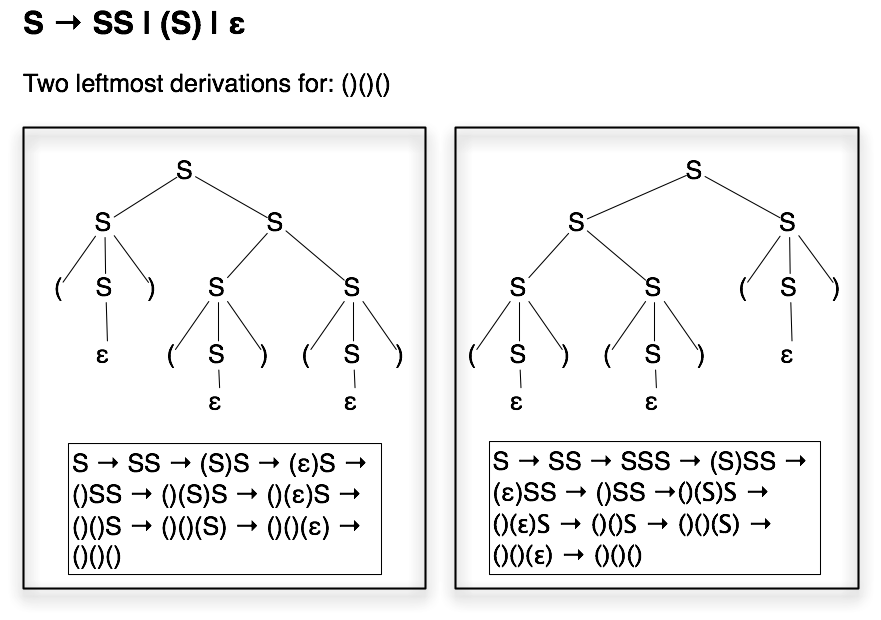 S → SS | (S) | ε
Two leftmost derivations for: ()()()
S
S S
( S ) S S
ε ( S ) ( S )
ε ε
S → SS → (S)S → (ε)S →
()SS → ()(S)S → ()(ε)S →
()()S → ()()(S) → ()()(ε) →
()()()
S
S S
S S ( S )
( S ) ( S ) ε
ε ε
S → SS → SSS → (S)SS →
(ε)SS → ()SS →()(S)S →
()(ε)S → ()()S → ()()(S) →
()()(ε) → ()()()